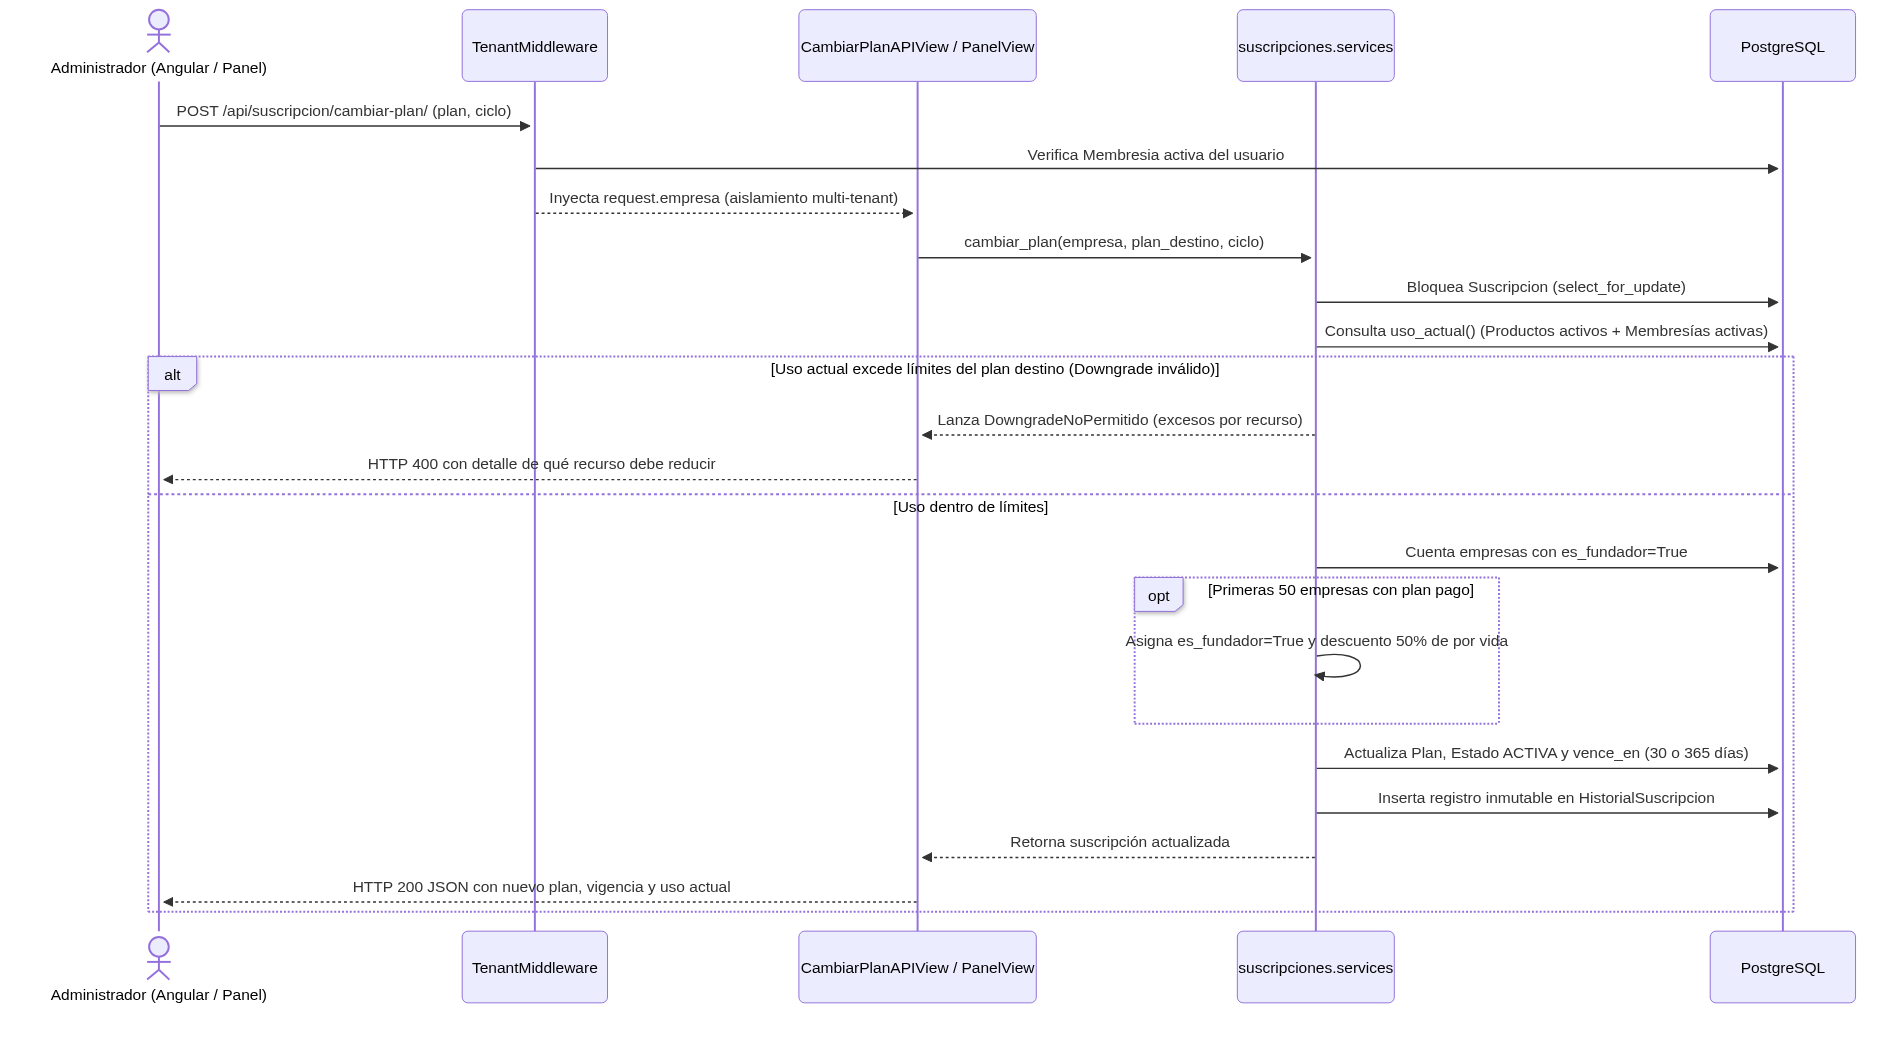 Administrador (Angular / Panel)
TenantMiddleware
CambiarPlanAPIView / PanelView
suscripciones.services
PostgreSQL
POST /api/suscripcion/cambiar-plan/ (plan, ciclo)
Verifica Membresia activa del usuario
Inyecta request.empresa (aislamiento multi-tenant)
cambiar_plan(empresa, plan_destino, ciclo)
Bloquea Suscripcion (select_for_update)
Consulta uso_actual() (Productos activos + Membresías activas)
alt
[Uso actual excede límites del plan destino (Downgrade inválido)]
Lanza DowngradeNoPermitido (excesos por recurso)
HTTP 400 con detalle de qué recurso debe reducir
[Uso dentro de límites]
Cuenta empresas con es_fundador=True
opt
[Primeras 50 empresas con plan pago]
Asigna es_fundador=True y descuento 50% de por vida
Actualiza Plan, Estado ACTIVA y vence_en (30 o 365 días)
Inserta registro inmutable en HistorialSuscripcion
Retorna suscripción actualizada
HTTP 200 JSON con nuevo plan, vigencia y uso actual
Administrador (Angular / Panel)
TenantMiddleware
CambiarPlanAPIView / PanelView
suscripciones.services
PostgreSQL